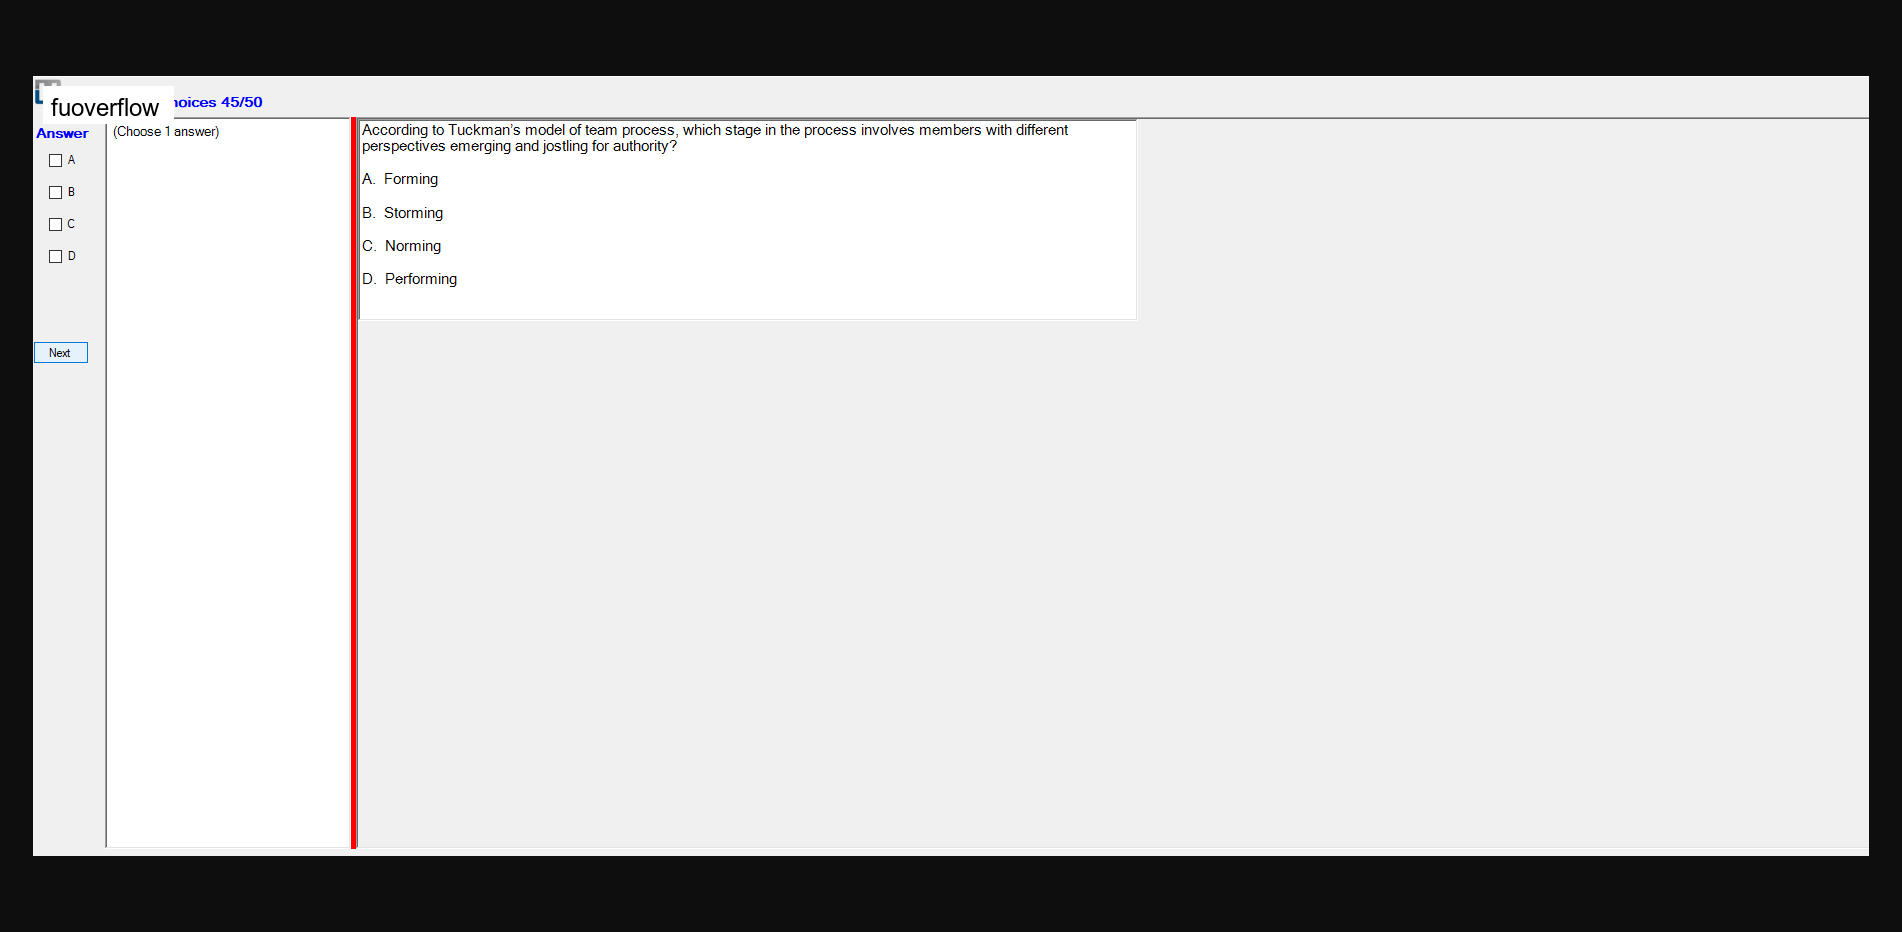 fuoverflow
hoices 45/50
Answer
(Choose 1 answer)
A
B
C
D
Next
According to Tuckman's model of team process, which stage in the process involves members with different
perspectives emerging and jostling for authority?
A. Forming
B. Storming
C. Norming
D. Performing